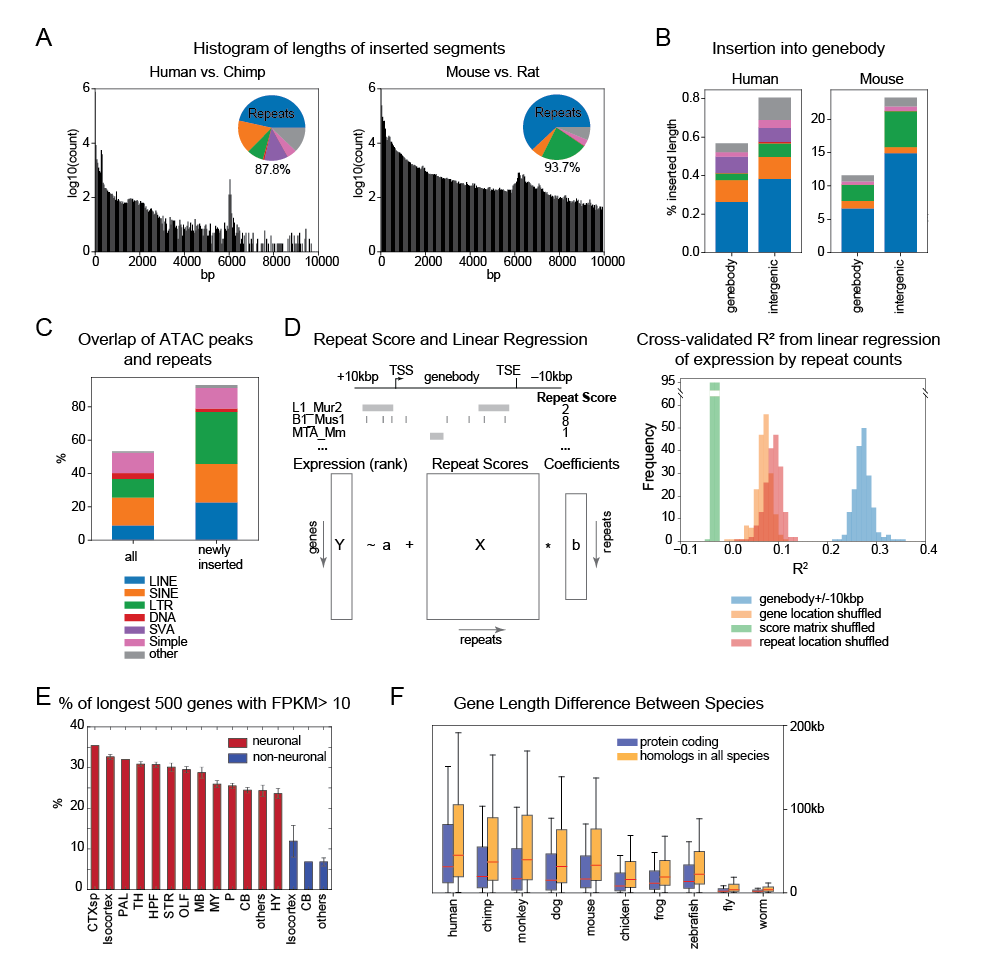 A
Histogram of lengths of inserted segments
Human vs. Chimp
6
4
2
0
log10(count)
Repeats
87.8%
0 2000 4000 6000 8000 10000
bp
Mouse vs. Rat
6
4
2
0
log10(count)
Repeats
93.7%
0 2000 4000 6000 8000 10000
bp
B
Insertion into genebody
Human
Mouse
% inserted length
0.8
0.6
0.4
0.2
0.0
genebody
intergenic
20
15
10
5
0
genebody
intergenic
C
Overlap of ATAC peaks
and repeats
%
80
60
40
20
0
all
newly
inserted
LINE
SINE
LTR
DNA
SVA
Simple
other
D
Repeat Score and Linear Regression
+10kbp
TSS
genebody
TSE
−10kbp
Repeat Score
L1_Mur2
2
B1_Mus1
8
MTA_Mm
1
...
...
Expression (rank)
Repeat Scores
Coefficients
genes
Y
~ a +
X
*
b
repeats
repeats
Cross-validated R² from linear regression
of expression by repeat counts
Frequency
95
60
50
40
30
20
10
0
−0.1 0.0 0.1 0.2 0.3 0.4
R²
genebody+/-10kbp
gene location shuffled
score matrix shuffled
repeat location shuffled
E
% of longest 500 genes with FPKM> 10
40
30
20
10
0
%
neuronal
non-neuronal
CTXsp
Isocortex
PAL
TH
HPF
STR
OLF
MB
MY
P
CB
others
HY
Isocortex
CB
others
F
Gene Length Difference Between Species
protein coding
homologs in all species
200kb
100kb
0
human
chimp
monkey
dog
mouse
chicken
frog
zebrafish
fly
worm